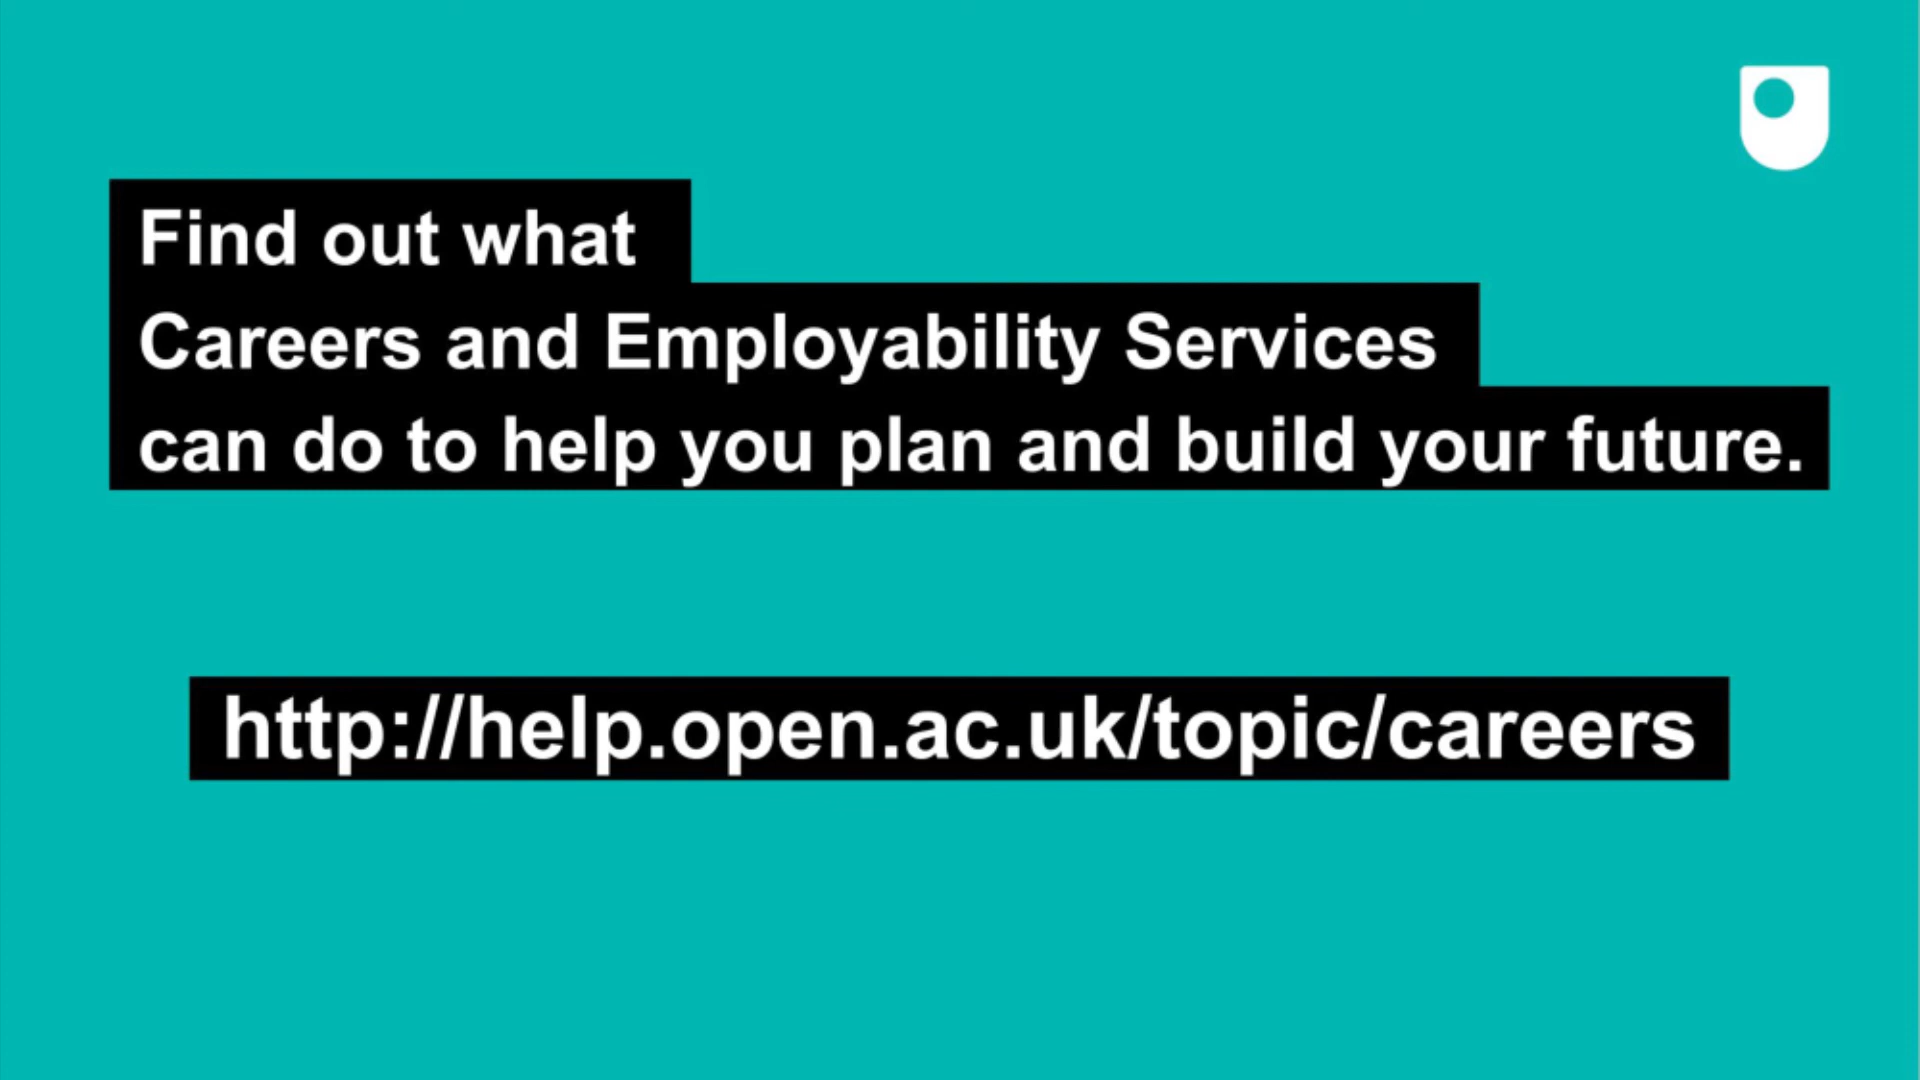 Find out what
Careers and Employability Services
can do to help you plan and build your future.
http://help.open.ac.uk/topic/careers